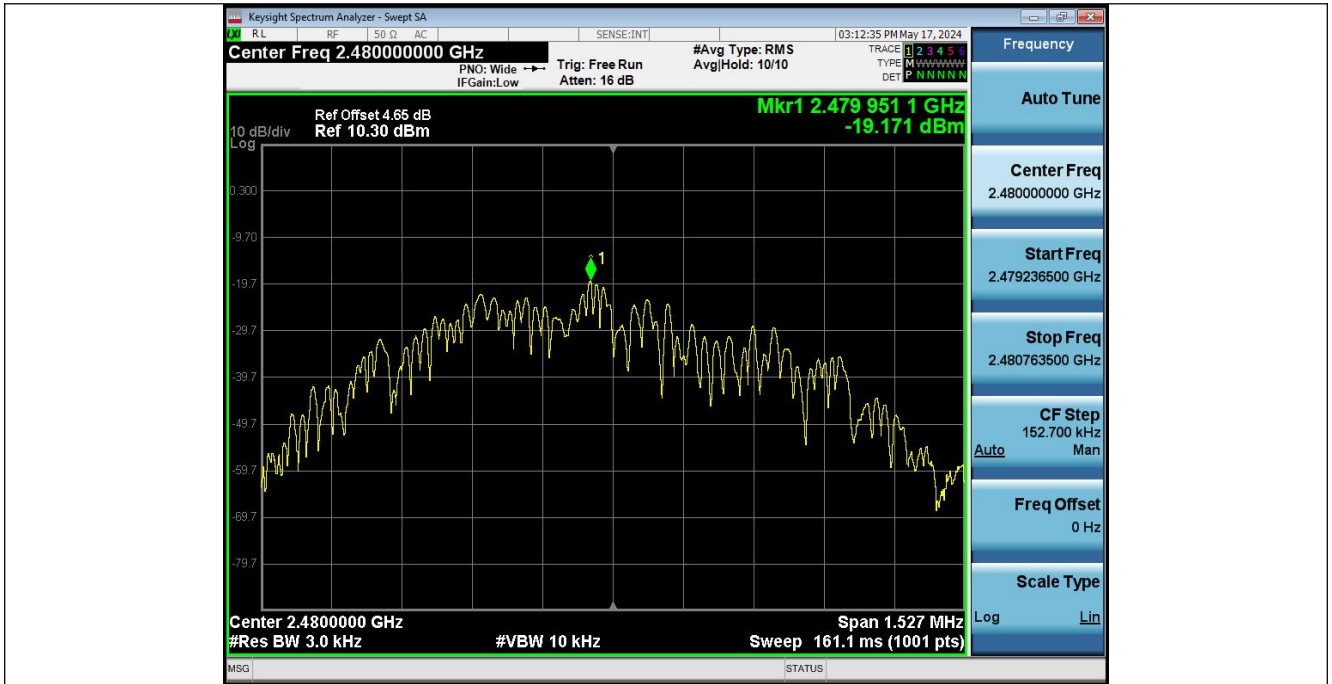 Keysight Spectrum Analyzer - Swept SA
LXI RL RF 50 Ω AC SENSE:INT 03:12:35 PM May 17, 2024
Center Freq 2.480000000 GHz
PNO: Wide
IFGain:Low
Trig: Free Run
Atten: 16 dB
#Avg Type: RMS
Avg|Hold: 10/10
TRACE 1 2 3 4 5 6
TYPE M WWWWW
DET P N N N N N
Ref Offset 4.65 dB
10 dB/div Ref 10.30 dBm
Log
Mkr1 2.479 951 1 GHz
-19.171 dBm
0.300
-9.70
-19.7
-29.7
-39.7
-49.7
-59.7
-69.7
-79.7
1
Center 2.4800000 GHz Span 1.527 MHz
#Res BW 3.0 kHz #VBW 10 kHz Sweep 161.1 ms (1001 pts)
MSG STATUS
Frequency
Auto Tune
Center Freq
2.480000000 GHz
Start Freq
2.479236500 GHz
Stop Freq
2.480763500 GHz
CF Step
152.700 kHz
Auto Man
Freq Offset
0 Hz
Scale Type
Log Lin